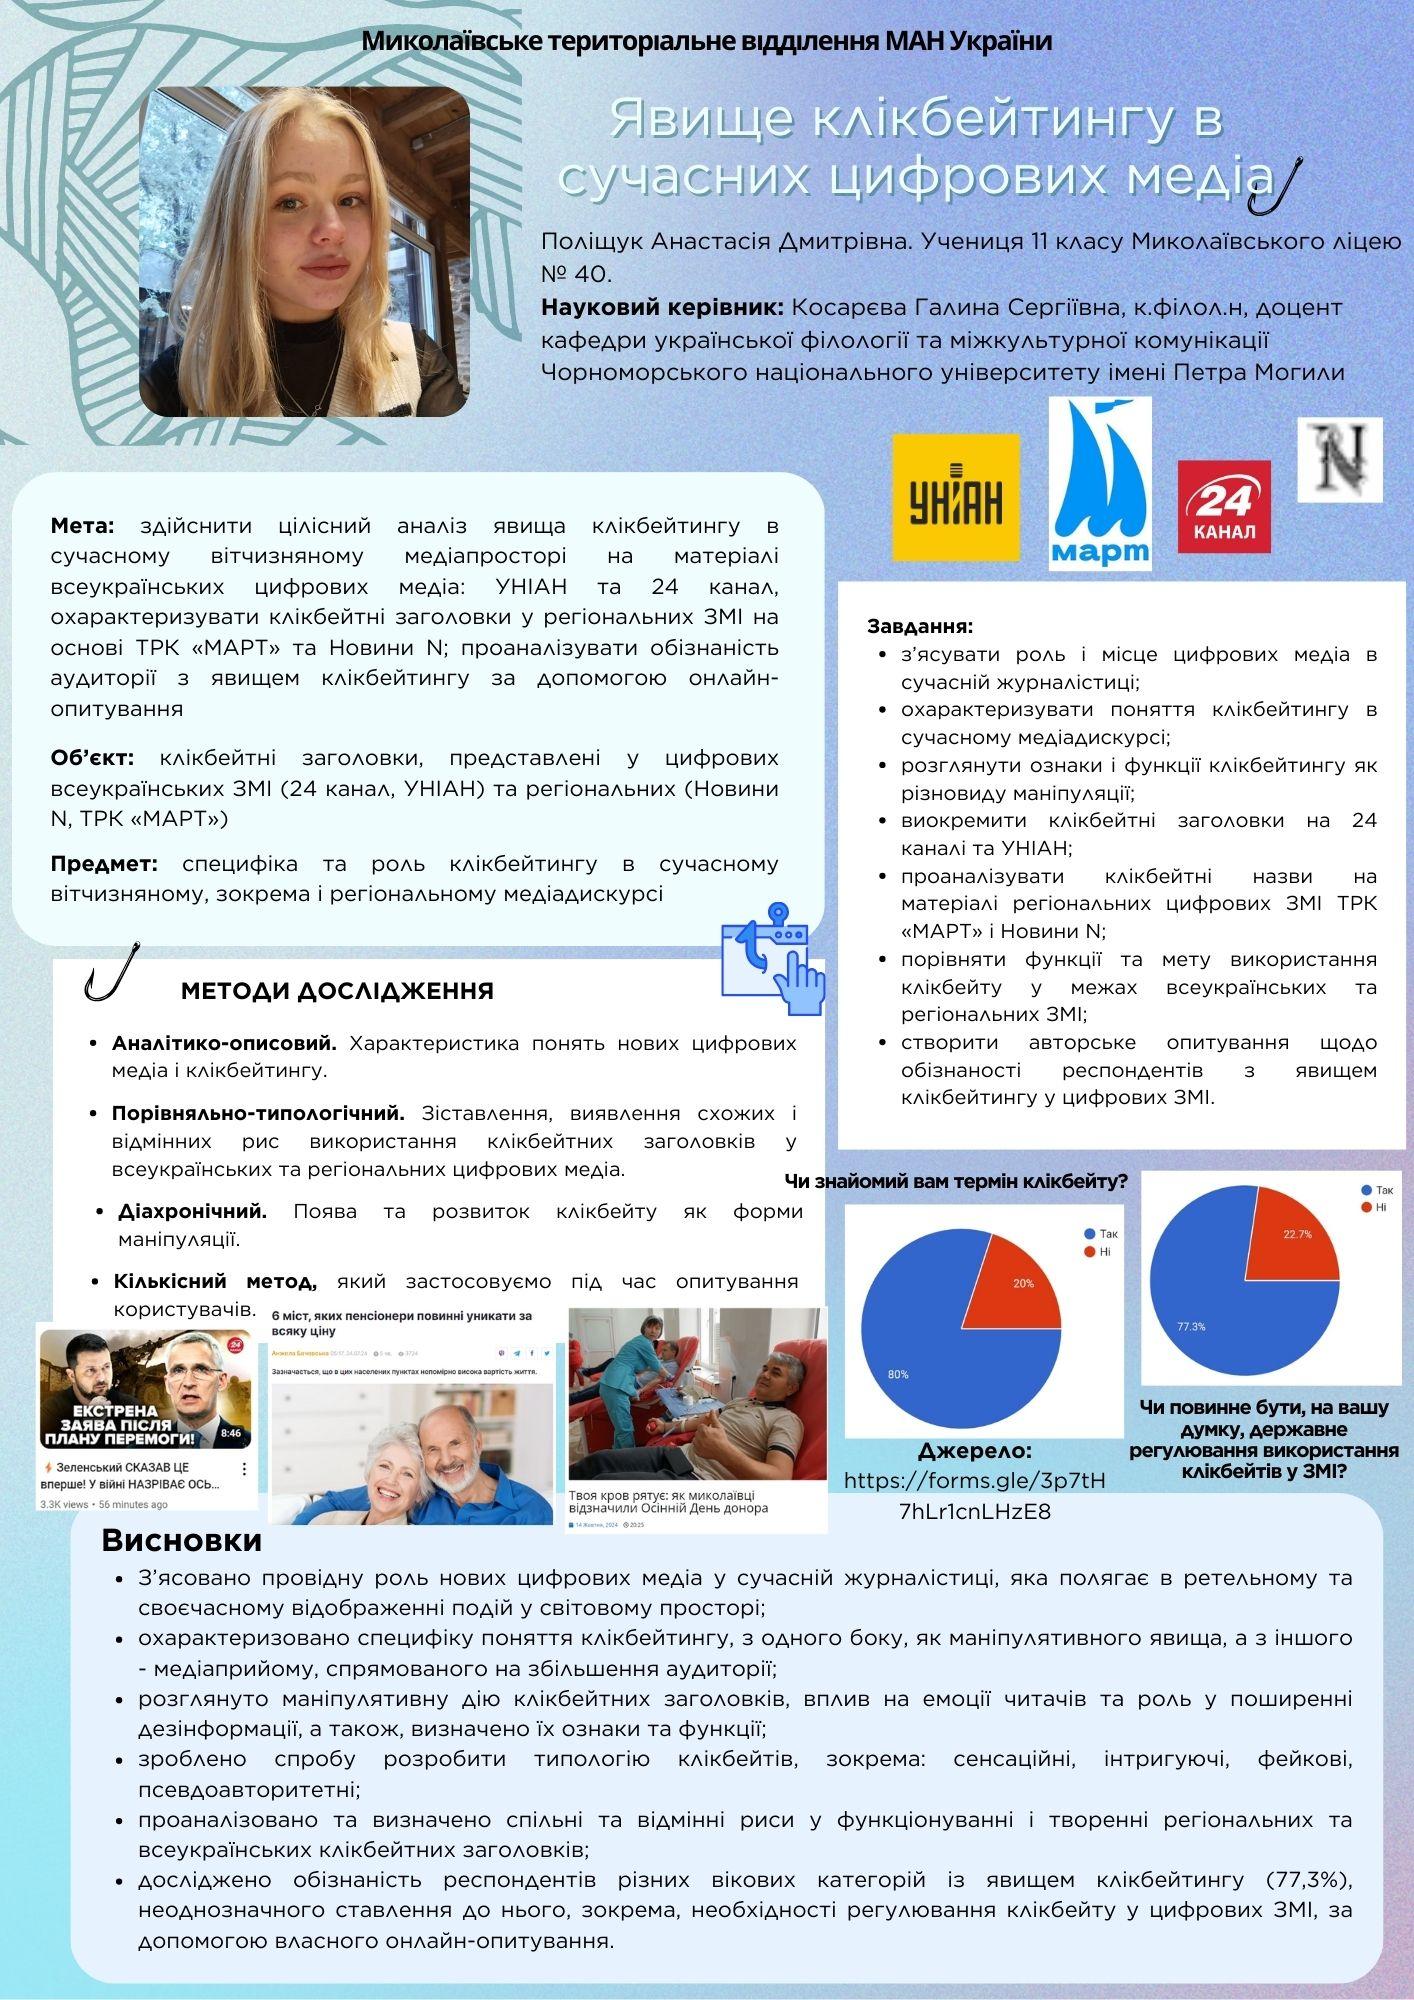 Миколаївське територіальне відділення МАН України
Явище клікбейтингу в
сучасних цифрових медіа
Поліщук Анастасія Дмитрівна. Учениця 11 класу Миколаївського ліцею
№ 40.
Науковий керівник: Косарєва Галина Сергіївна, к.філол.н, доцент
кафедри української філології та міжкультурної комунікації
Чорноморського національного університету імені Петра Могили
УНІАН
март
24
КАНАЛ
N
Мета: здійснити цілісний аналіз явища клікбейтингу в
сучасному вітчизняному медіапросторі на матеріалі
всеукраїнських цифрових медіа: УНІАН та 24 канал,
охарактеризувати клікбейтні заголовки у регіональних ЗМІ на
основі ТРК «МАРТ» та Новини N; проаналізувати обізнаність
аудиторії з явищем клікбейтингу за допомогою онлайн-
опитування
Об’єкт: клікбейтні заголовки, представлені у цифрових
всеукраїнських ЗМІ (24 канал, УНІАН) та регіональних (Новини
N, ТРК «МАРТ»)
Предмет: специфіка та роль клікбейтингу в сучасному
вітчизняному, зокрема і регіональному медіадискурсі
Завдання:
• з’ясувати роль і місце цифрових медіа в
сучасній журналістиці;
• охарактеризувати поняття клікбейтингу в
сучасному медіадискурсі;
• розглянути ознаки і функції клікбейтингу як
різновиду маніпуляції;
• виокремити клікбейтні заголовки на 24
каналі та УНІАН;
• проаналізувати клікбейтні назви на
матеріалі регіональних цифрових ЗМІ ТРК
«МАРТ» і Новини N;
• порівняти функції та мету використання
клікбейту у межах всеукраїнських та
регіональних ЗМІ;
• створити авторське опитування щодо
обізнаності респондентів з явищем
клікбейтингу у цифрових ЗМІ.
МЕТОДИ ДОСЛІДЖЕННЯ
• Аналітико-описовий. Характеристика понять нових цифрових
медіа і клікбейтингу.
• Порівняльно-типологічний. Зіставлення, виявлення схожих і
відмінних рис використання клікбейтних заголовків у
всеукраїнських та регіональних цифрових медіа.
• Діахронічний. Поява та розвиток клікбейту як форми
маніпуляції.
• Кількісний метод, який застосовуємо під час опитування
користувачів.
24
ЕКСТРЕНА
ЗАЯВА ПІСЛЯ
ПЛАНУ ПЕРЕМОГИ!
8:46
⚡ Зеленський СКАЗАВ ЦЕ
вперше! У війні НАЗРІВАЄ ОСЬ...
3.3K views • 56 minutes ago
6 міст, яких пенсіонери повинні уникати за
всяку ціну
Анжела Бачевська 05:17, 24.07.24 5 хв. 3724
Зазначається, що в цих населених пунктах непомірно висока вартість життя.
Твоя кров рятує: як миколаївці
відзначили Осінній День донора
14 Жовтня, 2024 20:25
Чи знайомий вам термін клікбейту?
Так
Ні
20%
80%
Джерело:
https://forms.gle/3p7tH
7hLr1cnLHzE8
Так
Ні
22.7%
77.3%
Чи повинне бути, на вашу
думку, державне
регулювання використання
клікбейтів у ЗМІ?
Висновки
• З’ясовано провідну роль нових цифрових медіа у сучасній журналістиці, яка полягає в ретельному та
своєчасному відображенні подій у світовому просторі;
• охарактеризовано специфіку поняття клікбейтингу, з одного боку, як маніпулятивного явища, а з іншого
- медіаприйому, спрямованого на збільшення аудиторії;
• розглянуто маніпулятивну дію клікбейтних заголовків, вплив на емоції читачів та роль у поширенні
дезінформації, а також, визначено їх ознаки та функції;
• зроблено спробу розробити типологію клікбейтів, зокрема: сенсаційні, інтригуючі, фейкові,
псевдоавторитетні;
• проаналізовано та визначено спільні та відмінні риси у функціонуванні і творенні регіональних та
всеукраїнських клікбейтних заголовків;
• досліджено обізнаність респондентів різних вікових категорій із явищем клікбейтингу (77,3%),
неоднозначного ставлення до нього, зокрема, необхідності регулювання клікбейту у цифрових ЗМІ, за
допомогою власного онлайн-опитування.